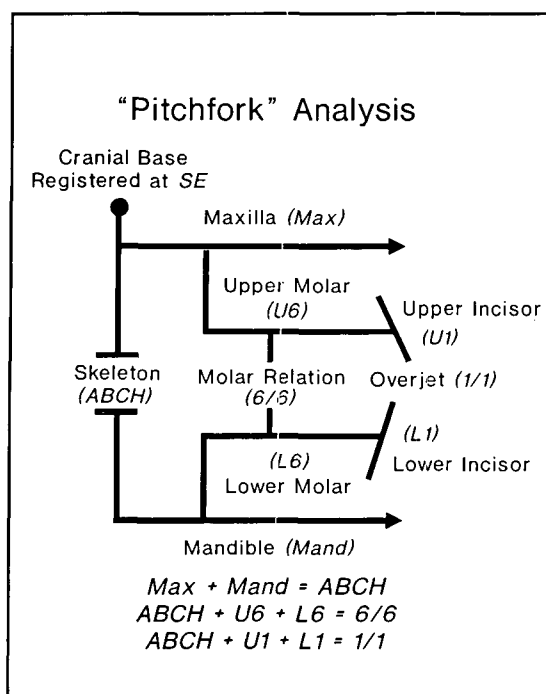 “Pitchfork” Analysis
Cranial Base
Registered at SE
Maxilla (Max)
Upper Molar
(U6)
Upper Incisor
(U1)
Skeleton
(ABCH)
Molar Relation
(6/6)
Overjet (1/1)
(L6)
Lower Molar
(L1)
Lower Incisor
Mandible (Mand)
Max + Mand = ABCH
ABCH + U6 + L6 = 6/6
ABCH + U1 + L1 = 1/1